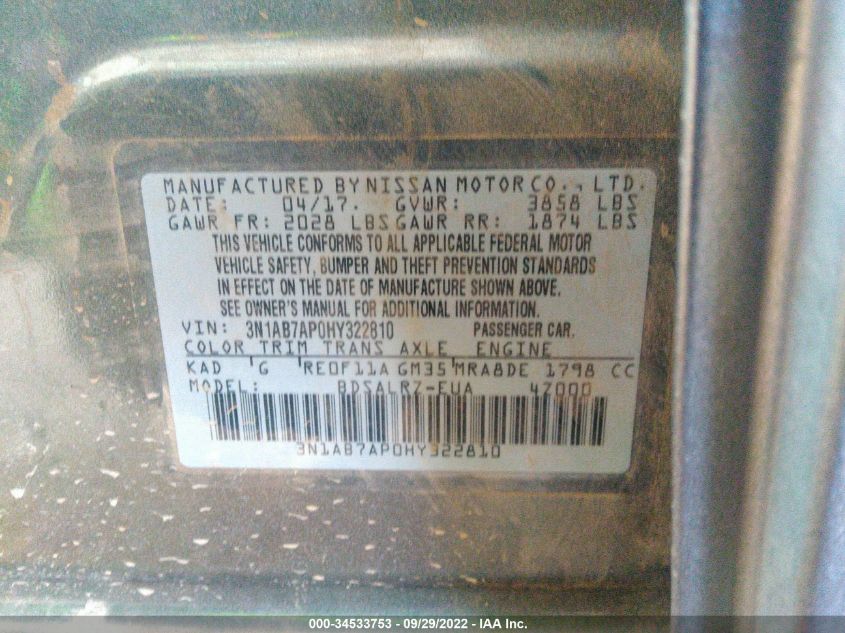 MANUFACTURED BY NISSAN MOTOR CO., LTD.
DATE: 04/17. GVWR: 3858 LBS
GAWR FR: 2028 LBS GAWR RR: 1874 LBS
THIS VEHICLE CONFORMS TO ALL APPLICABLE FEDERAL MOTOR
VEHICLE SAFETY, BUMPER AND THEFT PREVENTION STANDARDS
IN EFFECT ON THE DATE OF MANUFACTURE SHOWN ABOVE.
SEE OWNER'S MANUAL FOR ADDITIONAL INFORMATION.
VIN: 3N1AB7AP0HY322810 PASSENGER CAR.
COLOR TRIM TRANS AXLE ENGINE
KAD G RE0F11A GM35 MRA8DE 1798 CC
MODEL: BDSALRZ-EUA 4Z000
3N1AB7AP0HY322810
000-34533753 - 09/29/2022 - IAA Inc.